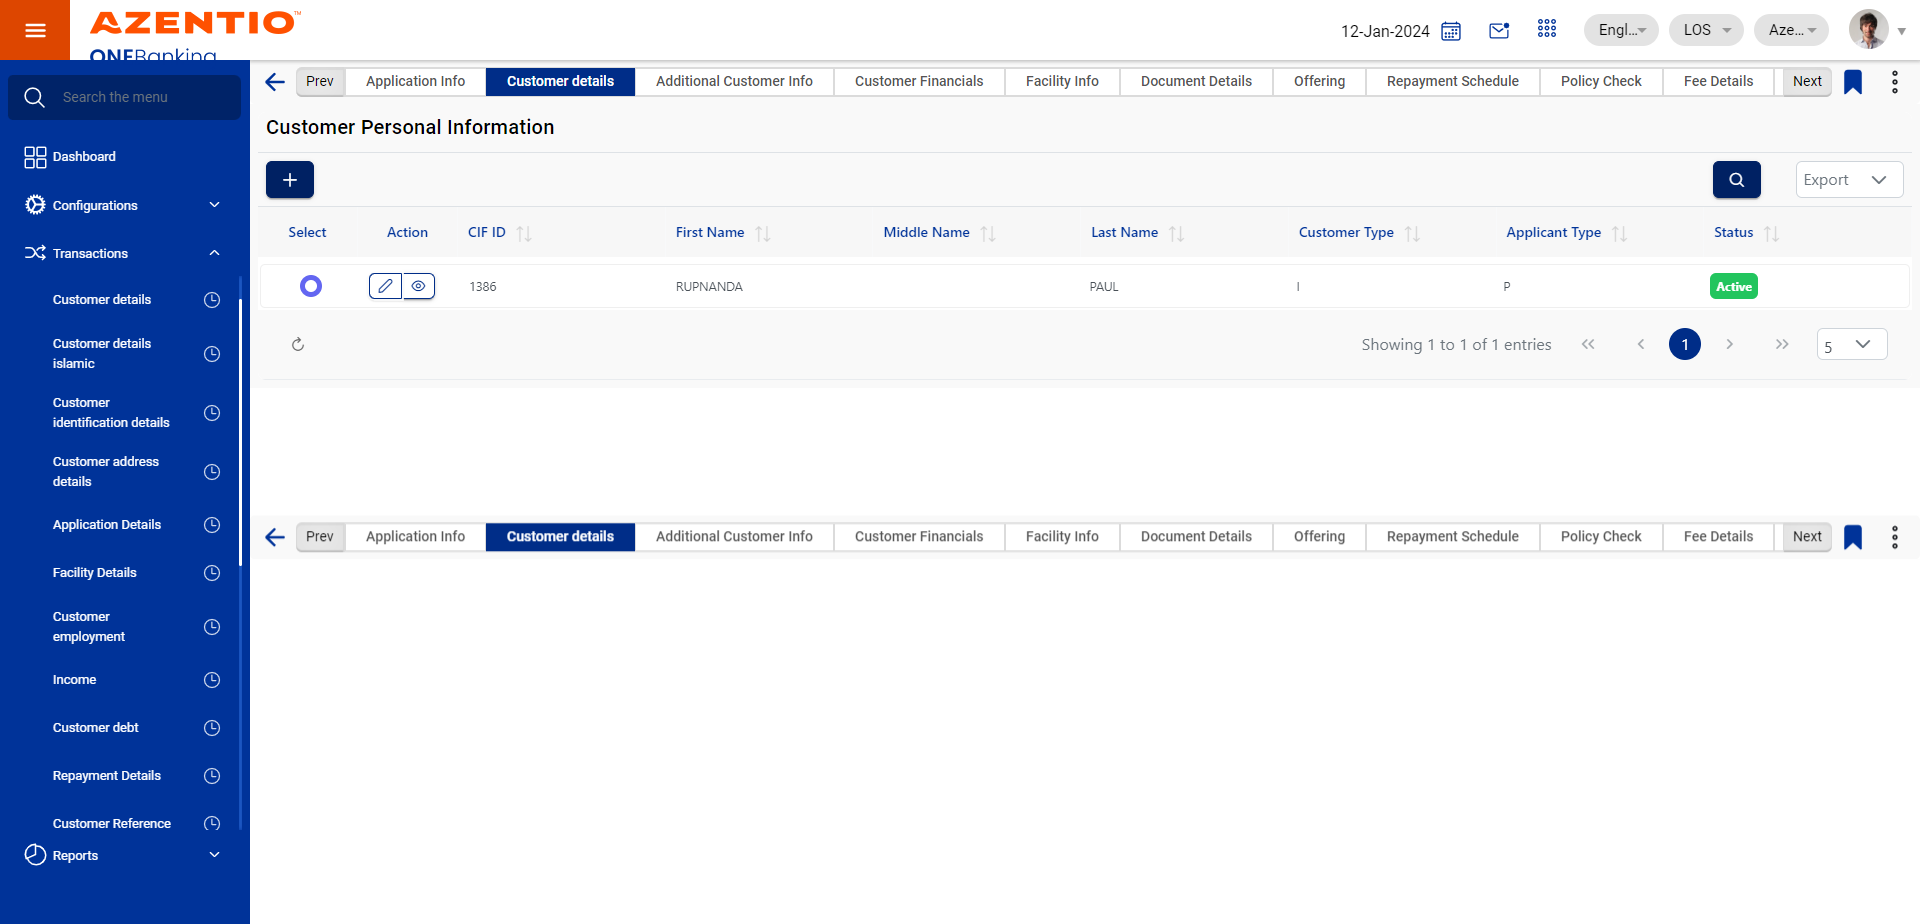 AZENTIO™
ONEBanking
12-Jan-2024
Engl...
LOS
Aze...
Search the menu
Dashboard
Configurations
Transactions
Customer details
Customer details
islamic
Customer
identification details
Customer address
details
Application Details
Facility Details
Customer
employment
Income
Customer debt
Repayment Details
Customer Reference
Reports
Prev Application Info Customer details Additional Customer Info Customer Financials Facility Info Document Details Offering Repayment Schedule Policy Check Fee Details Next
Customer Personal Information
+
Export
Select Action CIF ID First Name Middle Name Last Name Customer Type Applicant Type Status
1386 RUPNANDA PAUL I P Active
Showing 1 to 1 of 1 entries 1 5
Prev Application Info Customer details Additional Customer Info Customer Financials Facility Info Document Details Offering Repayment Schedule Policy Check Fee Details Next